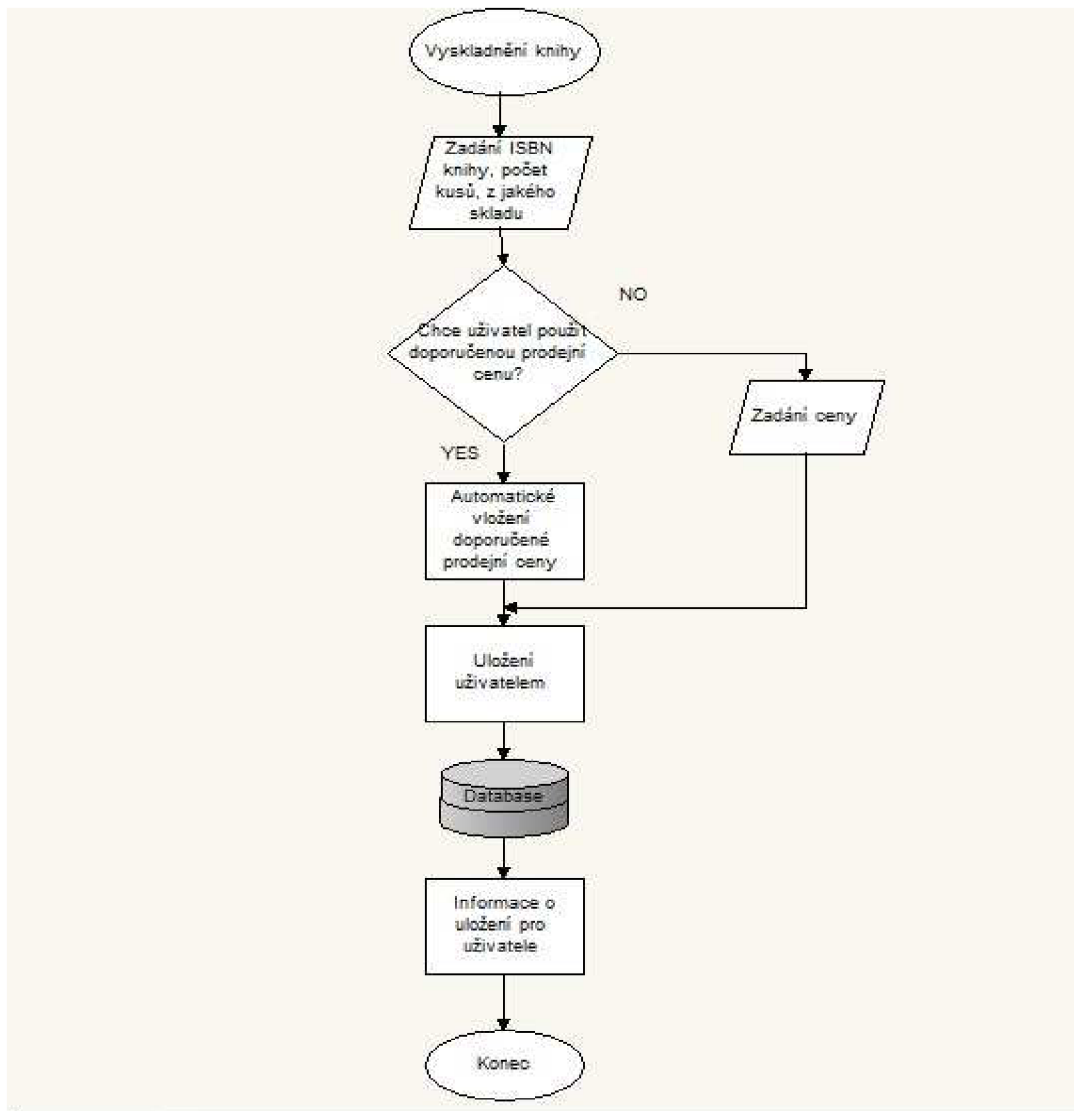 Vyskladnění knihy
Zadání ISBN
knihy, počet
kusů, z jakého
skladu
NO
Chce uživatel použít
doporučenou prodejní
cenu?
Zadání ceny
YES
Automatické
vložení
doporučené
prodejní ceny
Uložení
uživatelem
Database
Informace o
uložení pro
uživatele
Konec